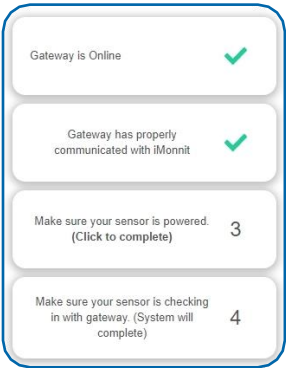 Gateway is Online
Gateway has properly
communicated with iMonnit
Make sure your sensor is powered.
(Click to complete)
3
Make sure your sensor is checking
in with gateway. (System will
complete)
4